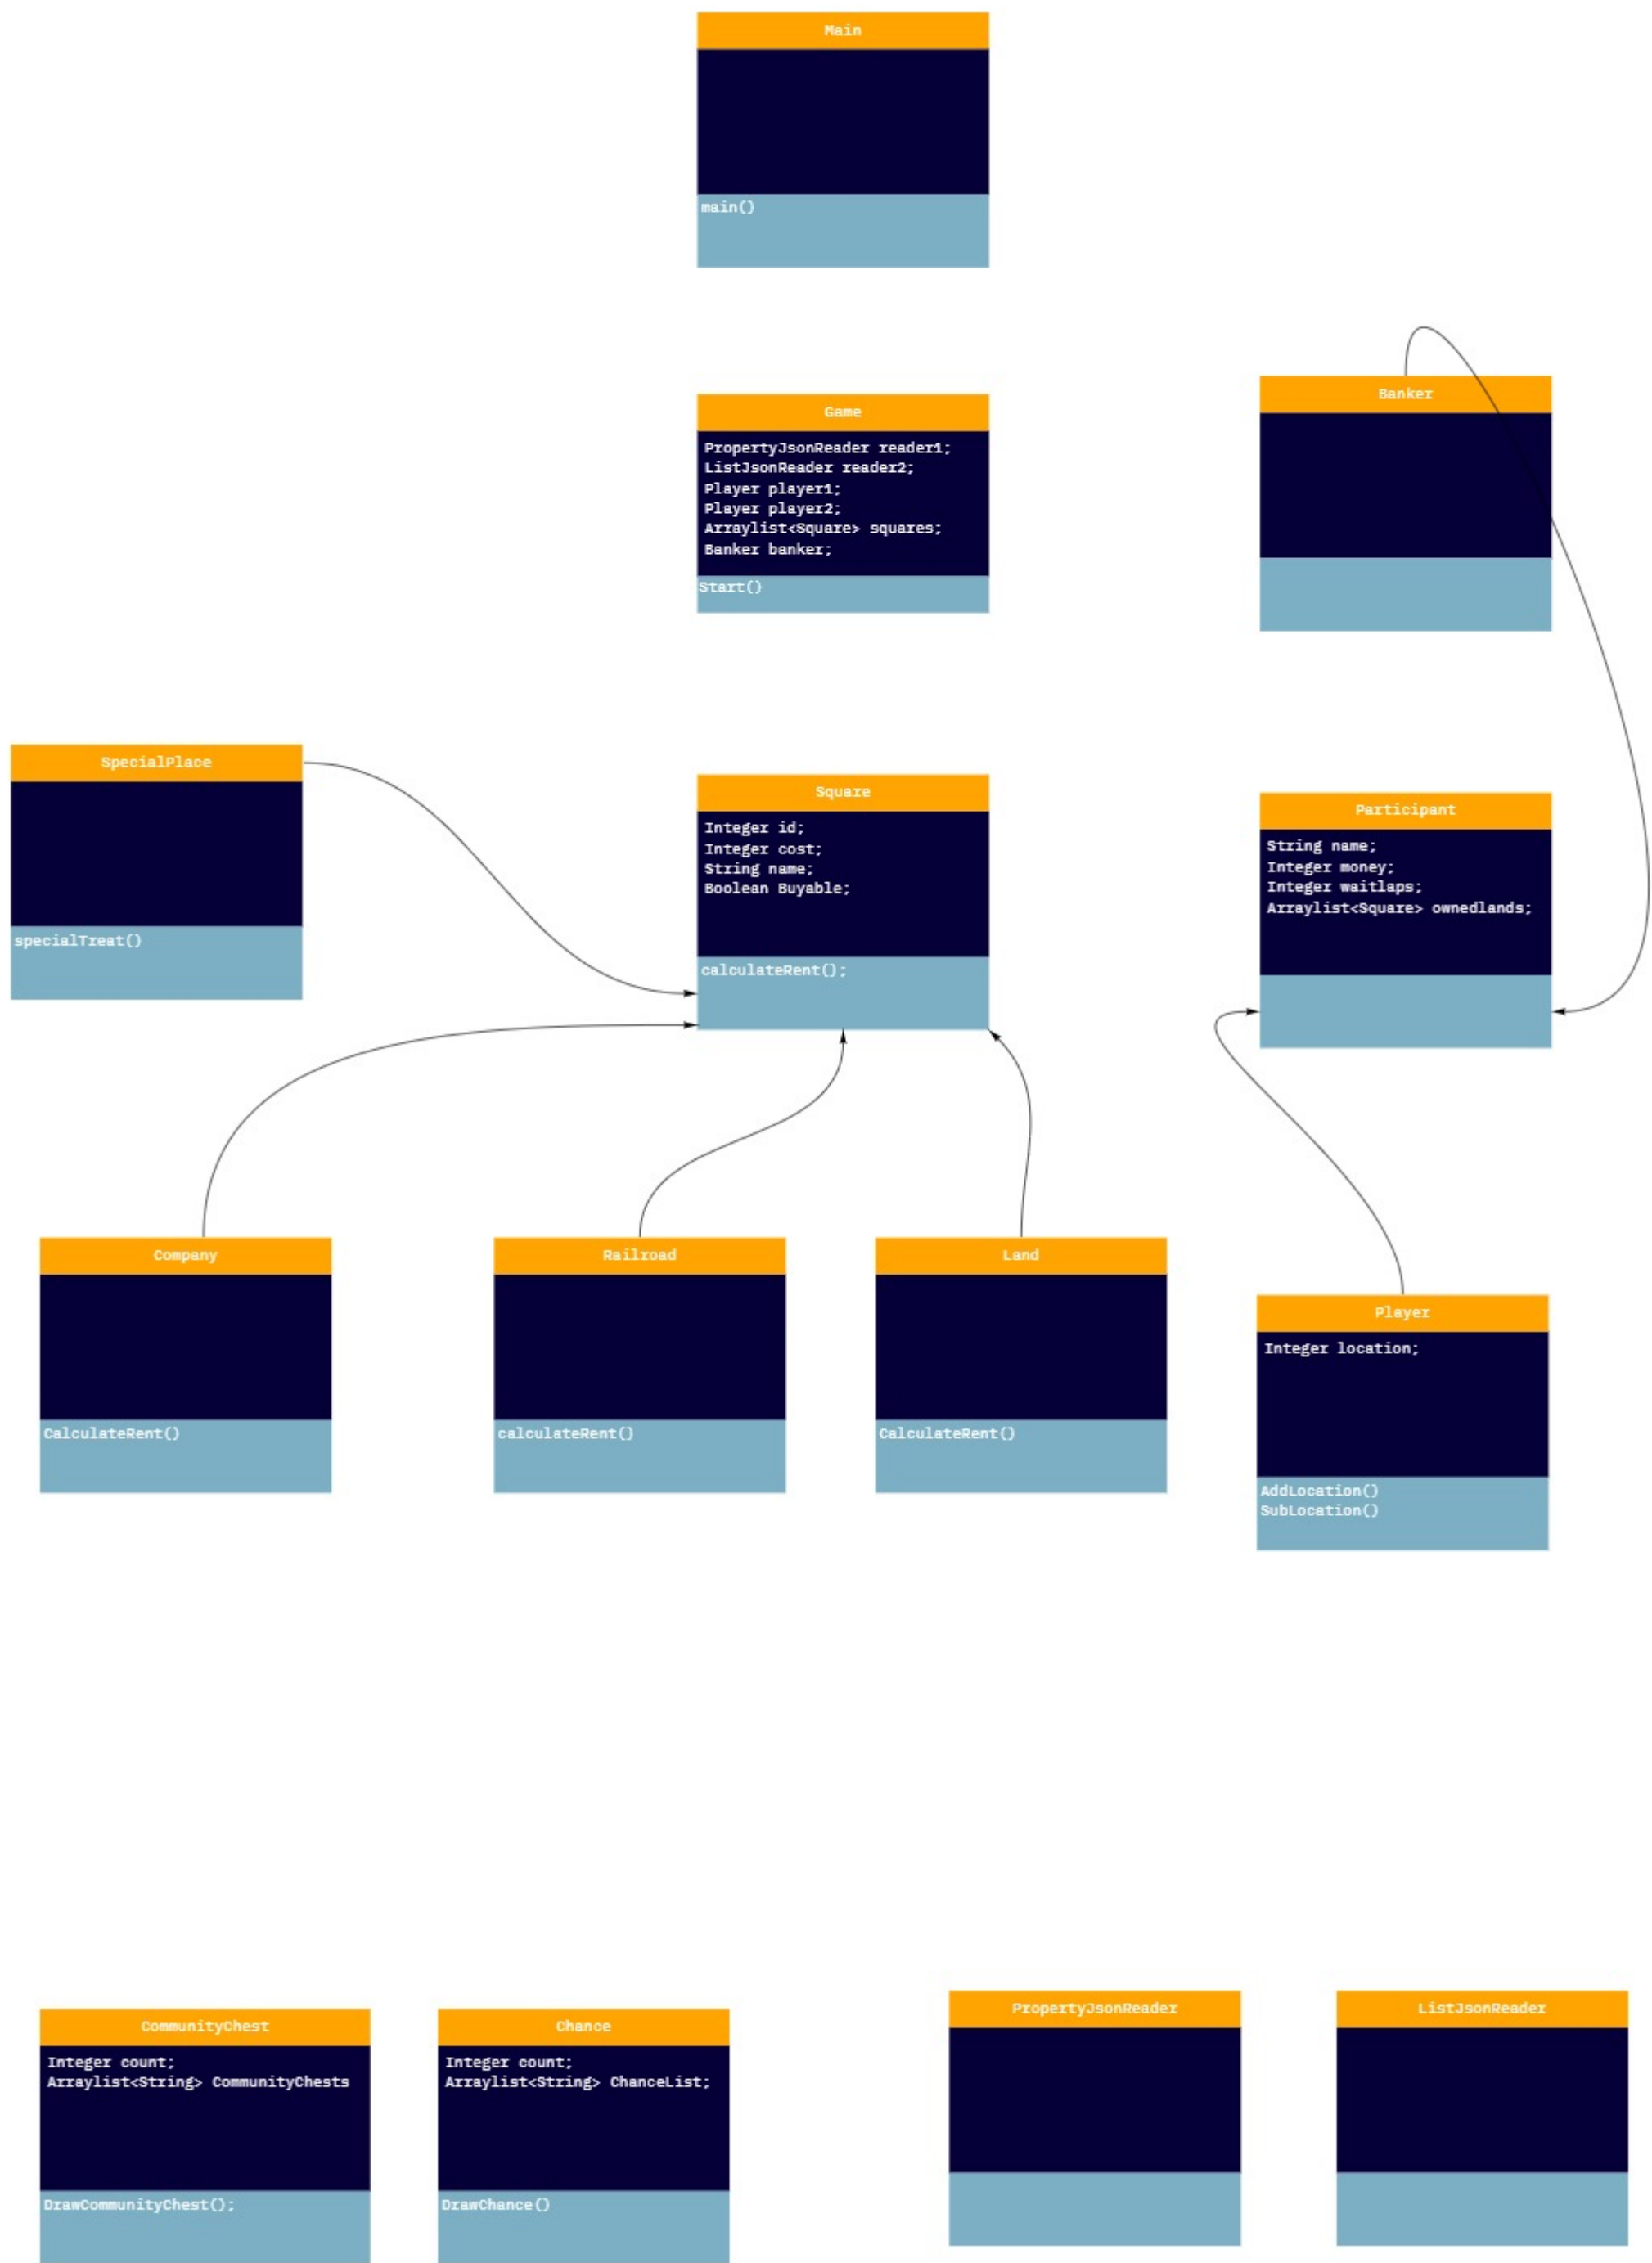 Main
main()
Game
PropertyJsonReader reader1;
ListJsonReader reader2;
Player player1;
Player player2;
Arraylist<Square> squares;
Banker banker;
Start()
Banker
SpecialPlace
specialTreat()
Square
Integer id;
Integer cost;
String name;
Boolean Buyable;
calculateRent();
Participant
String name;
Integer money;
Integer waitlaps;
Arraylist<Square> ownedlands;
Company
CalculateRent()
Railroad
calculateRent()
Land
CalculateRent()
Player
Integer location;
AddLocation()
SubLocation()
CommunityChest
Integer count;
Arraylist<String> CommunityChests
DrawCommunityChest();
Chance
Integer count;
Arraylist<String> ChanceList;
DrawChance()
PropertyJsonReader
ListJsonReader